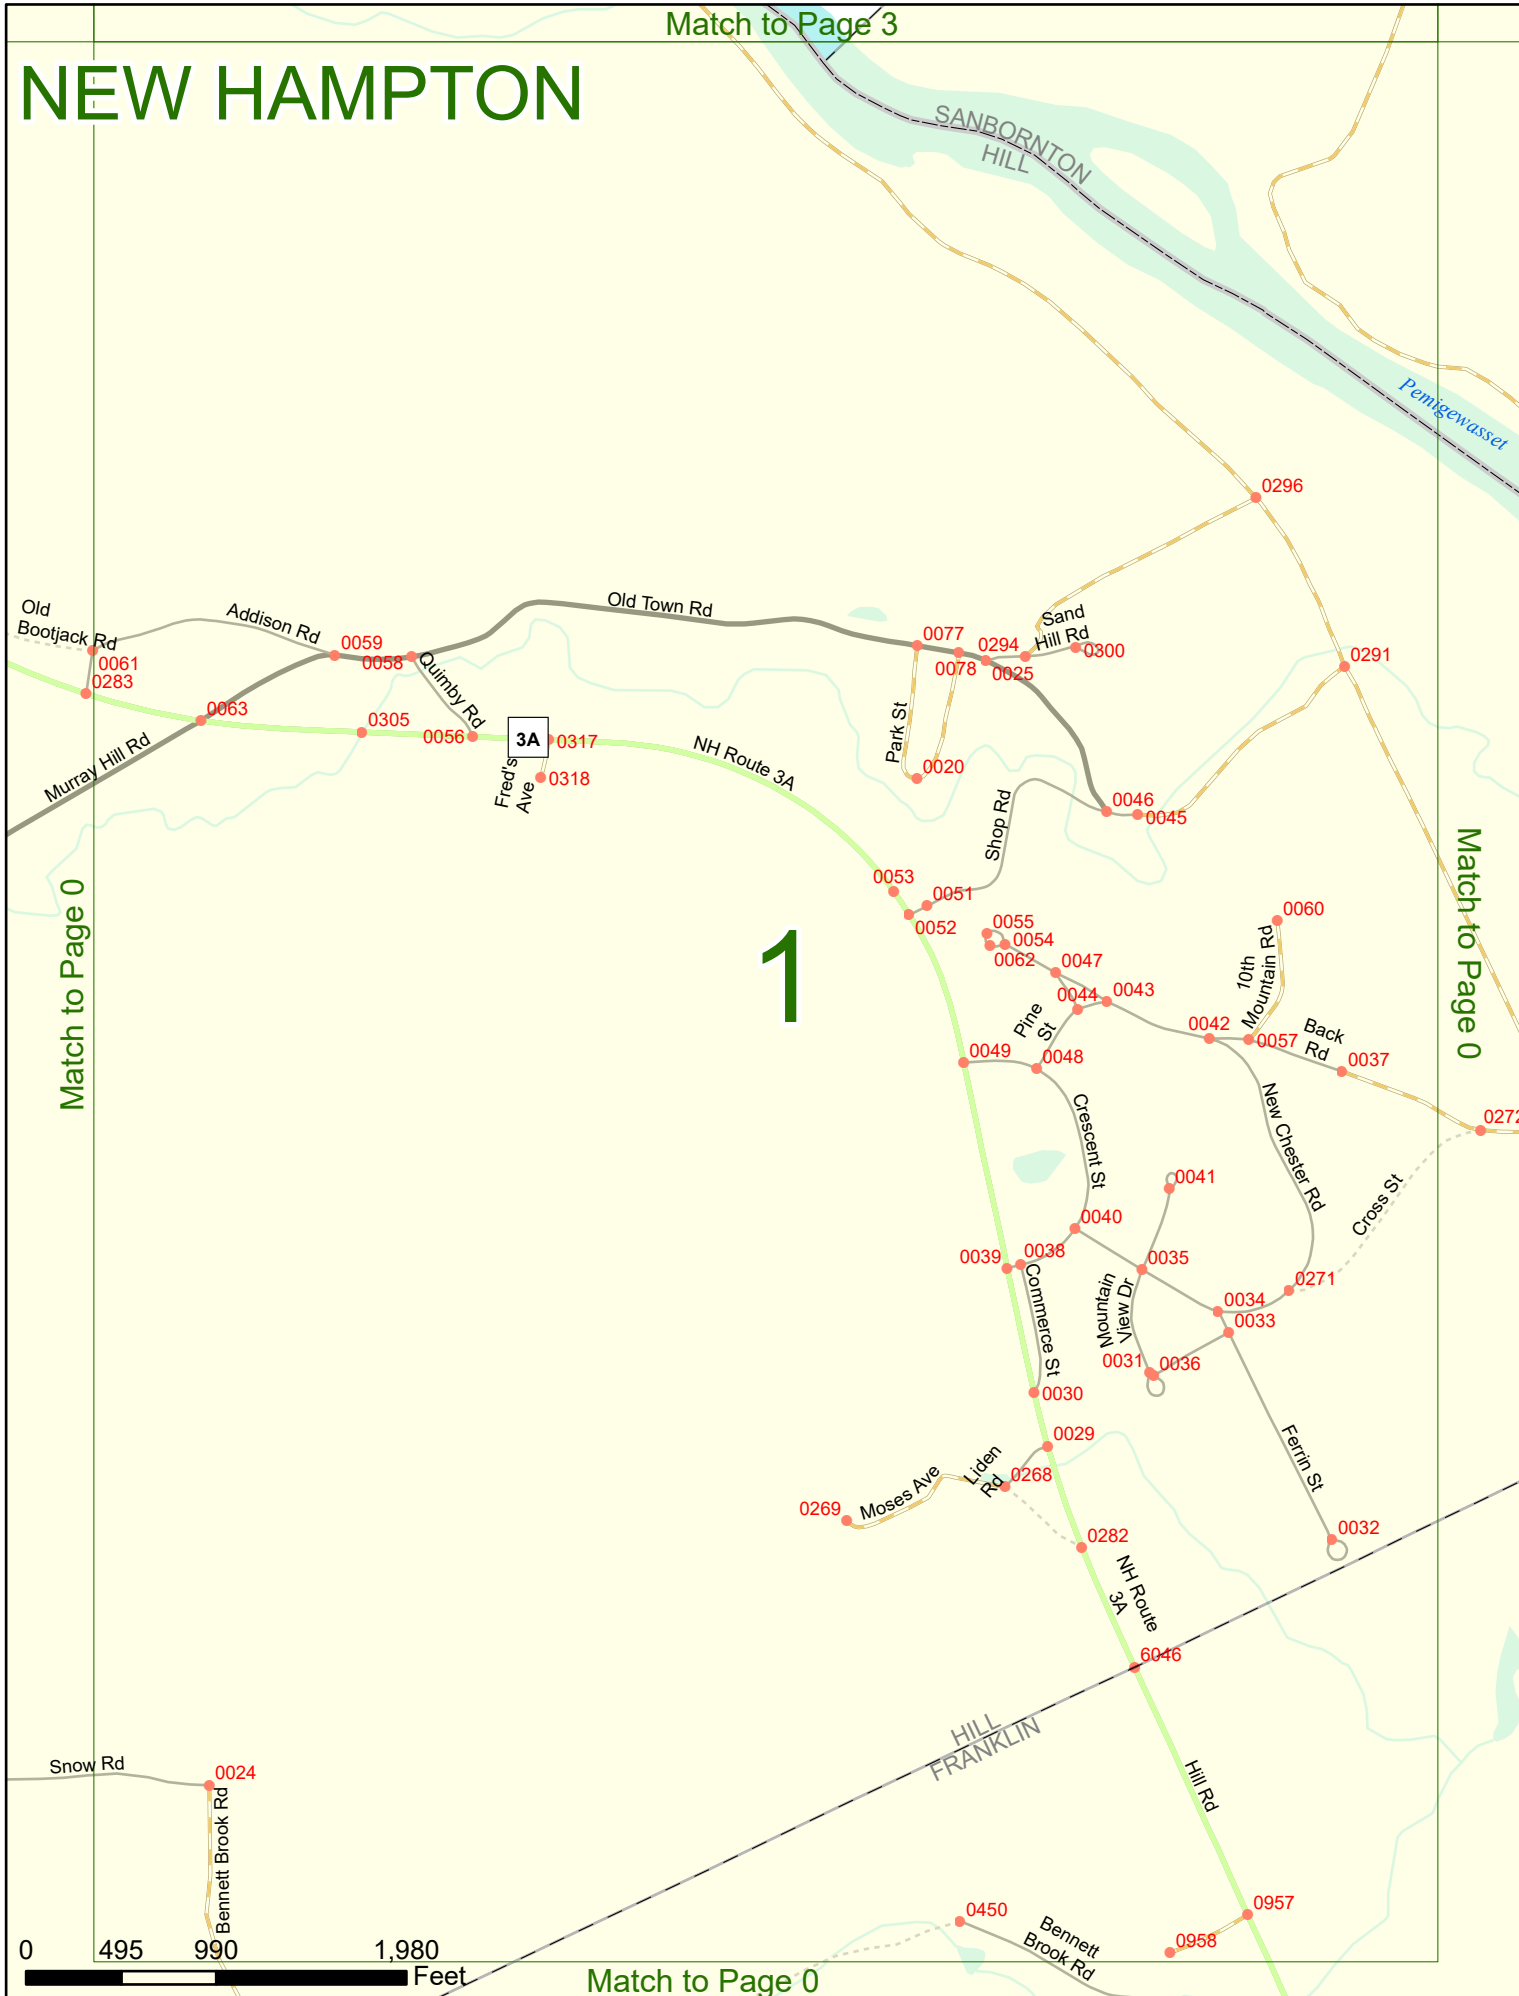 Match to Page 3
NEW HAMPTON
SANBORNTON
HILL
Pemigewasset
0296
Old
Bootjack Rd
Addison Rd
Old Town Rd
0059
0058
0061
0283
0063
Quimby Rd
0305
0056
3A
0317
0318
Fred's
Ave
Murray Hill Rd
NH Route 3A
0077
0078
0294
0025
Sand
Hill Rd
0300
0291
Park St
0020
0046
0045
Shop Rd
0053
0051
0052
0055
0054
0062
0047
0044
0043
0060
10th
Mountain Rd
Match to Page 0
Match to Page 0
1
Pine
St
0042
0057
Back
Rd
0037
0049
0048
0272
Crescent St
New Chester Rd
0041
Cross St
0040
0039
0038
0035
0271
Mountain
View Dr
Commerce St
0034
0033
0031
0036
0030
0029
Ferrin St
Liden
Rd
0268
Moses Ave
0269
0032
0282
NH Route
3A
6046
HILL
FRANKLIN
Snow Rd
0024
Bennett Brook Rd
Hill Rd
0957
0450
0958
Bennett
Brook Rd
0 495 990 1,980
Feet
Match to Page 0